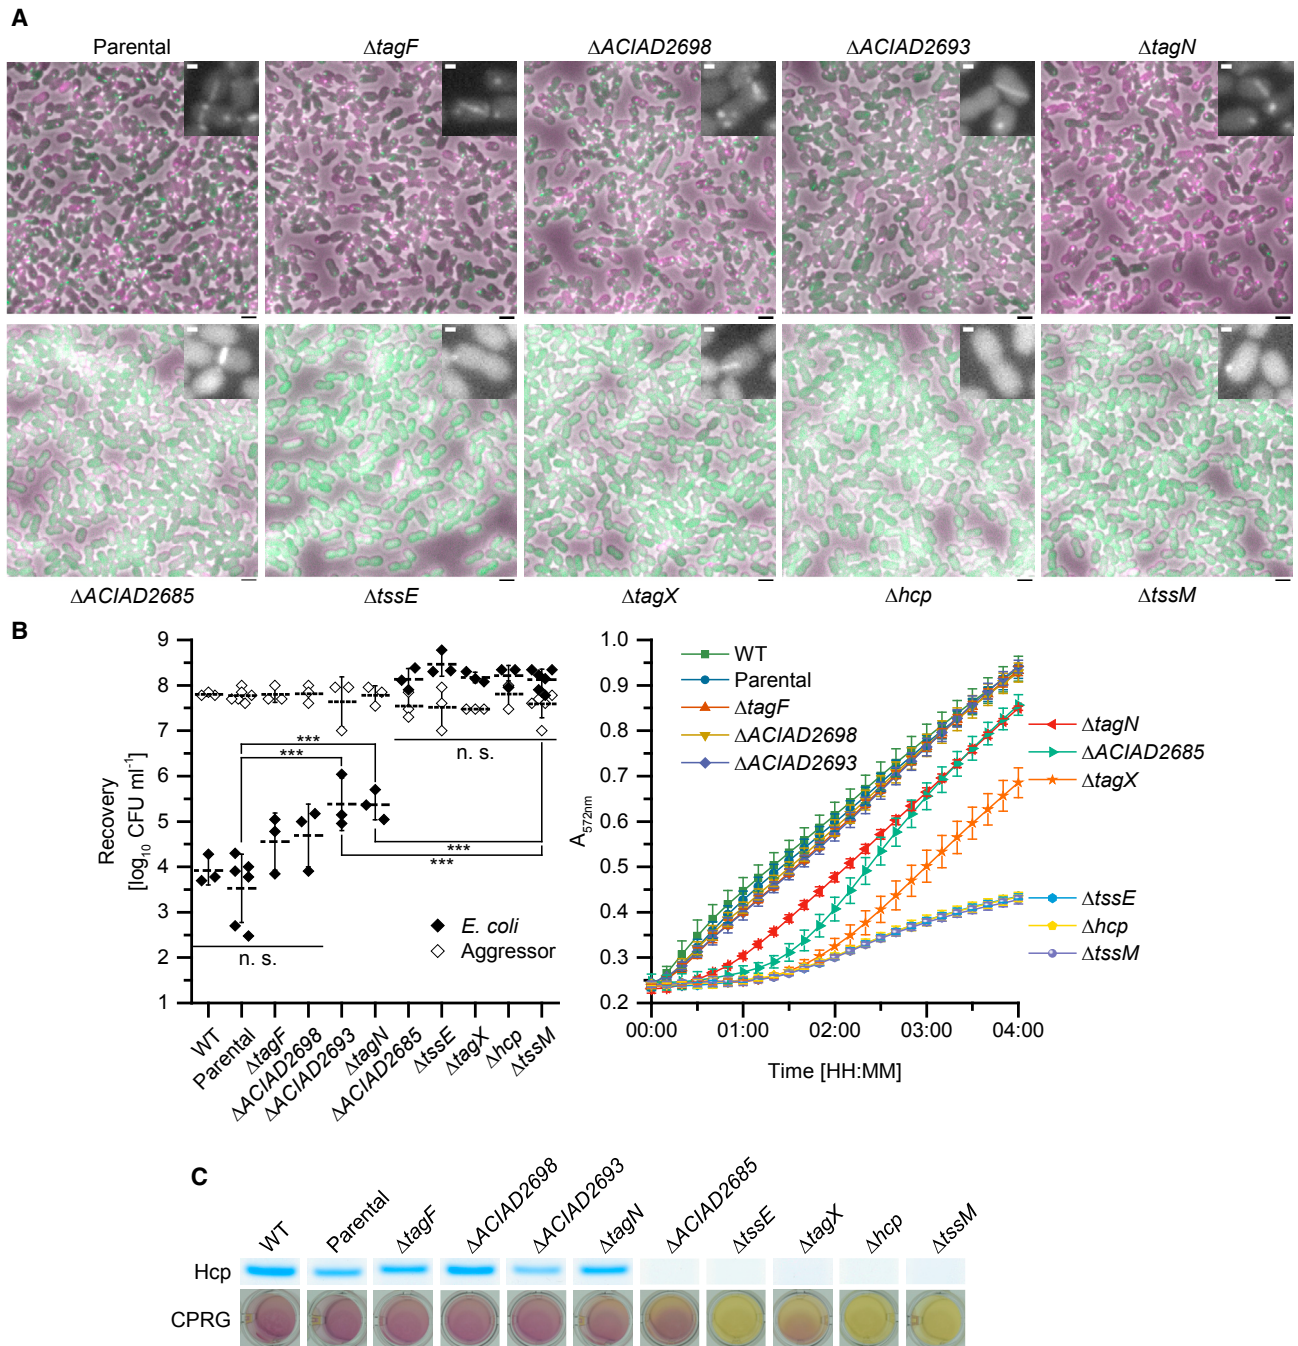 A
Parental
ΔtagF
ΔACIAD2698
ΔACIAD2693
ΔtagN
ΔACIAD2685
ΔtssE
ΔtagX
Δhcp
ΔtssM
B
Recovery
[log10 CFU ml⁻¹]
9
8
7
6
5
4
3
2
1
***
***
n. s.
***
***
n. s.
E. coli
Aggressor
WT
Parental
ΔtagF
ΔACIAD2698
ΔACIAD2693
ΔtagN
ΔACIAD2685
ΔtssE
ΔtagX
Δhcp
ΔtssM
A572nm
1.0
0.9
0.8
0.7
0.6
0.5
0.4
0.3
0.2
WT
Parental
ΔtagF
ΔACIAD2698
ΔACIAD2693
ΔtagN
ΔACIAD2685
ΔtagX
ΔtssE
Δhcp
ΔtssM
00:00 01:00 02:00 03:00 04:00
Time [HH:MM]
C
WT
Parental
ΔtagF
ΔACIAD2698
ΔACIAD2693
ΔtagN
ΔACIAD2685
ΔtssE
ΔtagX
Δhcp
ΔtssM
Hcp
CPRG